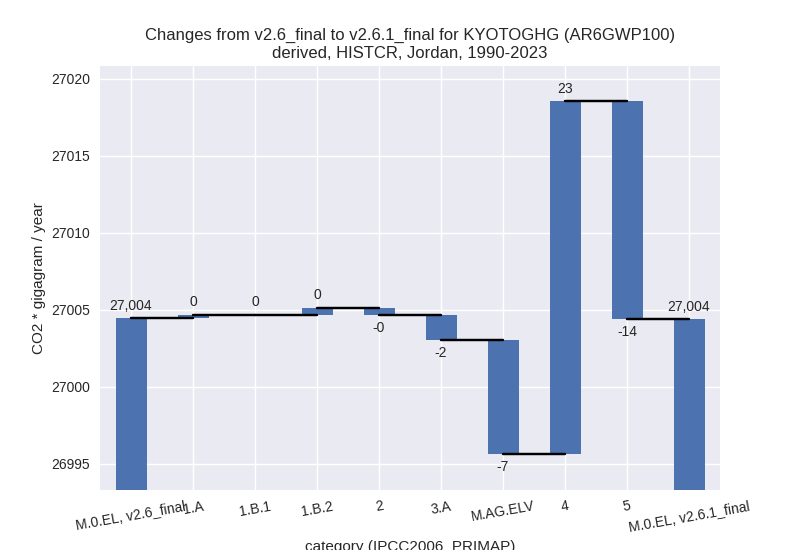 Changes from v2.6_final to v2.6.1_final for KYOTOGHG (AR6GWP100)
derived, HISTCR, Jordan, 1990-2023
CO2 * gigagram / year
27020
27015
27010
27005
27000
26995
27,004
0
0
0
-0
-2
-7
23
-14
27,004
M.0.EL, v2.6_final
1.A
1.B.1
1.B.2
2
3.A
M.AG.ELV
4
5
M.0.EL, v2.6.1_final
category (IPCC2006_PRIMAP)